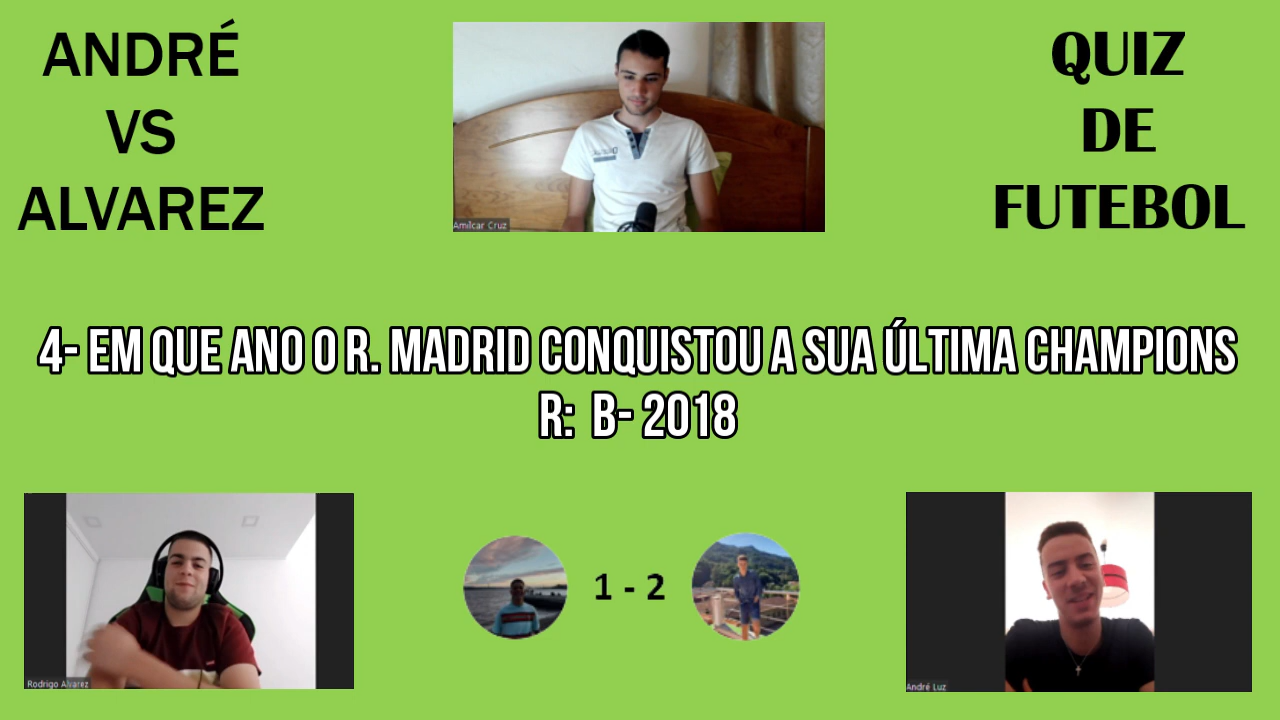 ANDRÉ
VS
ALVAREZ
Amílcar Cruz
QUIZ
DE
FUTEBOL
4- EM QUE ANO O R. MADRID CONQUISTOU A SUA ÚLTIMA CHAMPIONS
R: B- 2018
Rodrigo Alvarez
1 - 2
André Luz